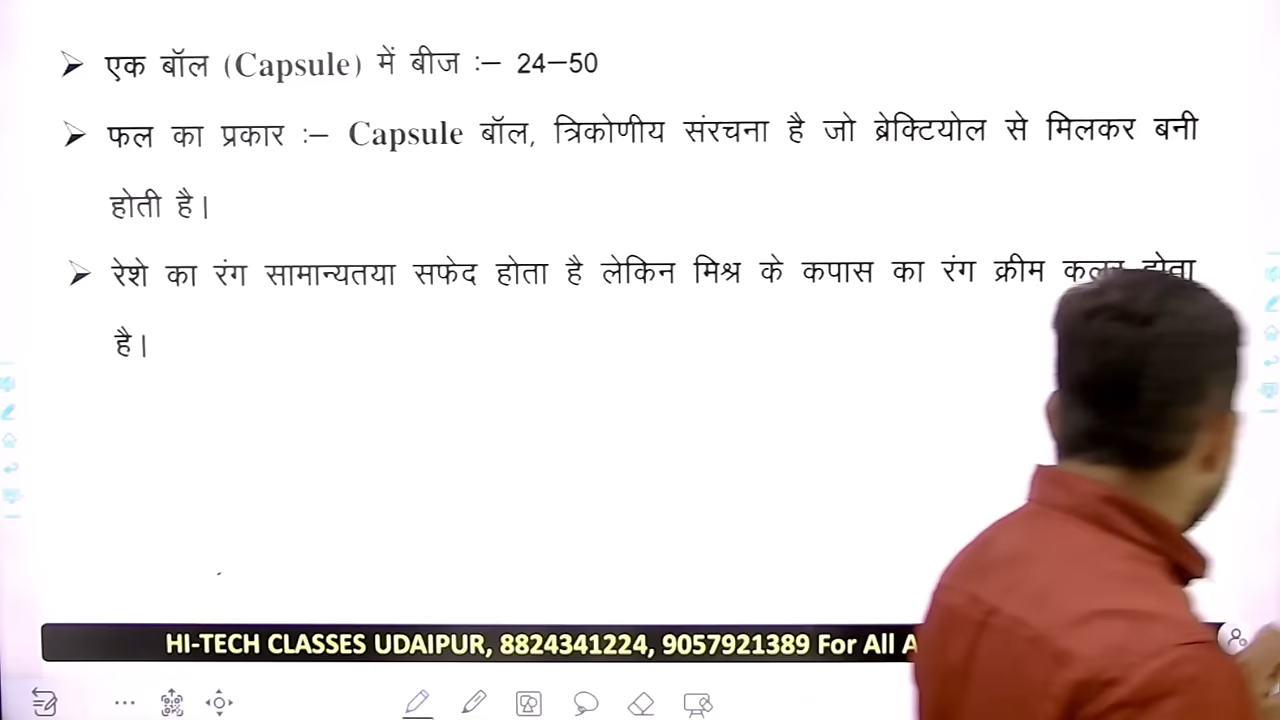 ➢ एक बॉल (Capsule) में बीज :– 24–50
➢ फल का प्रकार :– Capsule बॉल, त्रिकोणीय संरचना है जो ब्रेक्टियोल से मिलकर बनी
होती है।
➢ रेशे का रंग सामान्यतया सफेद होता है लेकिन मिश्र के कपास का रंग क्रीम कलर होता
है।
HI-TECH CLASSES UDAIPUR, 8824341224, 9057921389 For All A